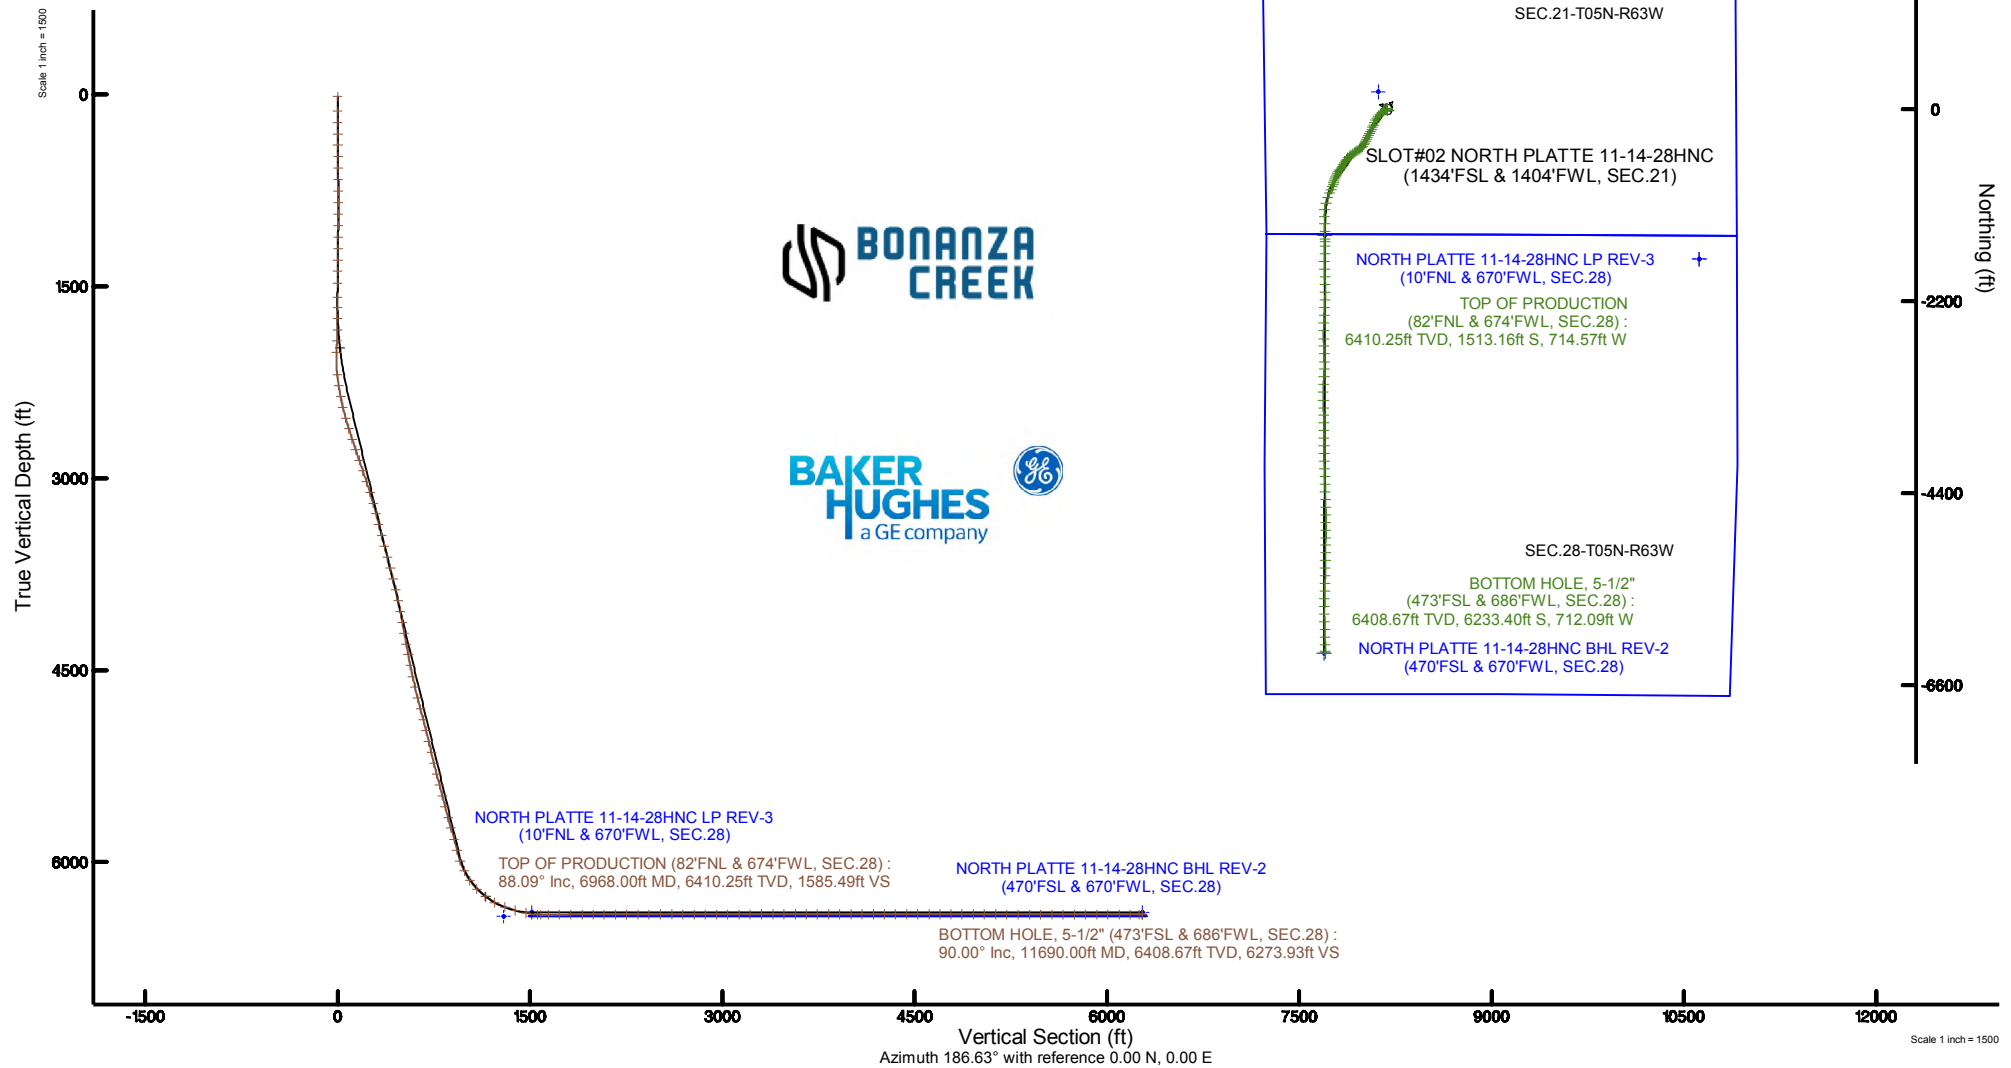 Scale 1 inch = 1500
True Vertical Depth (ft)
0
1500
3000
4500
6000
-1500
0
1500
3000
4500
6000
7500
9000
10500
12000
Vertical Section (ft)
Azimuth 186.63° with reference 0.00 N, 0.00 E
Scale 1 inch = 1500
BONANZA
CREEK
BAKER
HUGHES
a GE company
GE
NORTH PLATTE 11-14-28HNC LP REV-3
(10'FNL & 670'FWL, SEC.28)
TOP OF PRODUCTION (82'FNL & 674'FWL, SEC.28) :
88.09° Inc, 6968.00ft MD, 6410.25ft TVD, 1585.49ft VS
NORTH PLATTE 11-14-28HNC BHL REV-2
(470'FSL & 670'FWL, SEC.28)
BOTTOM HOLE, 5-1/2" (473'FSL & 686'FWL, SEC.28) :
90.00° Inc, 11690.00ft MD, 6408.67ft TVD, 6273.93ft VS
SEC.21-T05N-R63W
SLOT#02 NORTH PLATTE 11-14-28HNC
(1434'FSL & 1404'FWL, SEC.21)
NORTH PLATTE 11-14-28HNC LP REV-3
(10'FNL & 670'FWL, SEC.28)
TOP OF PRODUCTION
(82'FNL & 674'FWL, SEC.28) :
6410.25ft TVD, 1513.16ft S, 714.57ft W
SEC.28-T05N-R63W
BOTTOM HOLE, 5-1/2"
(473'FSL & 686'FWL, SEC.28) :
6408.67ft TVD, 6233.40ft S, 712.09ft W
NORTH PLATTE 11-14-28HNC BHL REV-2
(470'FSL & 670'FWL, SEC.28)
0
-2200
-4400
-6600
Northing (ft)